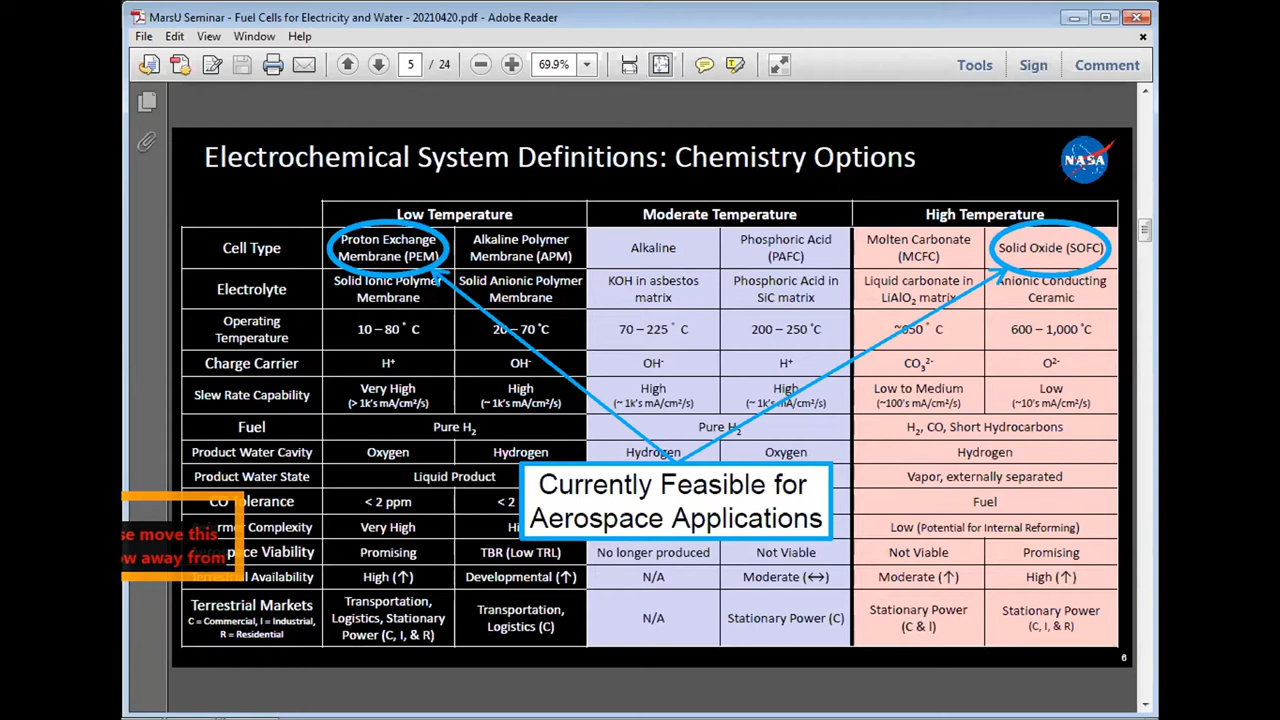 MarsU Seminar - Fuel Cells for Electricity and Water - 20210420.pdf - Adobe Reader
File Edit View Window Help
5 / 24 69.9% Tools Sign Comment
Electrochemical System Definitions: Chemistry Options
NASA
Low Temperature Moderate Temperature High Temperature
Cell Type
Proton Exchange
Membrane (PEM)
Alkaline Polymer
Membrane (APM)
Alkaline
Phosphoric Acid
(PAFC)
Molten Carbonate
(MCFC)
Solid Oxide (SOFC)
Electrolyte
Solid Ionic Polymer
Membrane
Solid Anionic Polymer
Membrane
KOH in asbestos
matrix
Phosphoric Acid in
SiC matrix
Liquid carbonate in
LiAlO₂ matrix
Anionic Conducting
Ceramic
Operating
Temperature
10 – 80 ° C
20 – 70 °C
70 – 225 ° C
200 – 250 °C
~650 ° C
600 – 1,000 °C
Charge Carrier H⁺ OH⁻ OH⁻ H⁺ CO₃²⁻ O²⁻
Slew Rate Capability
Very High
(> 1k's mA/cm²/s)
High
(~ 1k's mA/cm²/s)
High
(~ 1k's mA/cm²/s)
High
(~ 1k's mA/cm²/s)
Low to Medium
(~100's mA/cm²/s)
Low
(~10's mA/cm²/s)
Fuel Pure H₂ Pure H₂ H₂, CO, Short Hydrocarbons
Product Water Cavity Oxygen Hydrogen Hydrogen Oxygen Hydrogen
Product Water State Liquid Product Vapor, externally separated
Currently Feasible for
Aerospace Applications
CO Tolerance < 2 ppm < 2 Fuel
Complexity Very High Low (Potential for Internal Reforming)
Viability Promising TBR (Low TRL) No longer produced Not Viable Not Viable Promising
move this
away from
Availability High (↑) Developmental (↑) N/A Moderate (↔) Moderate (↑) High (↑)
Terrestrial Markets
C = Commercial, I = Industrial,
R = Residential
Transportation,
Logistics, Stationary
Power (C, I, & R)
Transportation,
Logistics (C)
N/A
Stationary Power (C)
Stationary Power
(C & I)
Stationary Power
(C, I, & R)
6